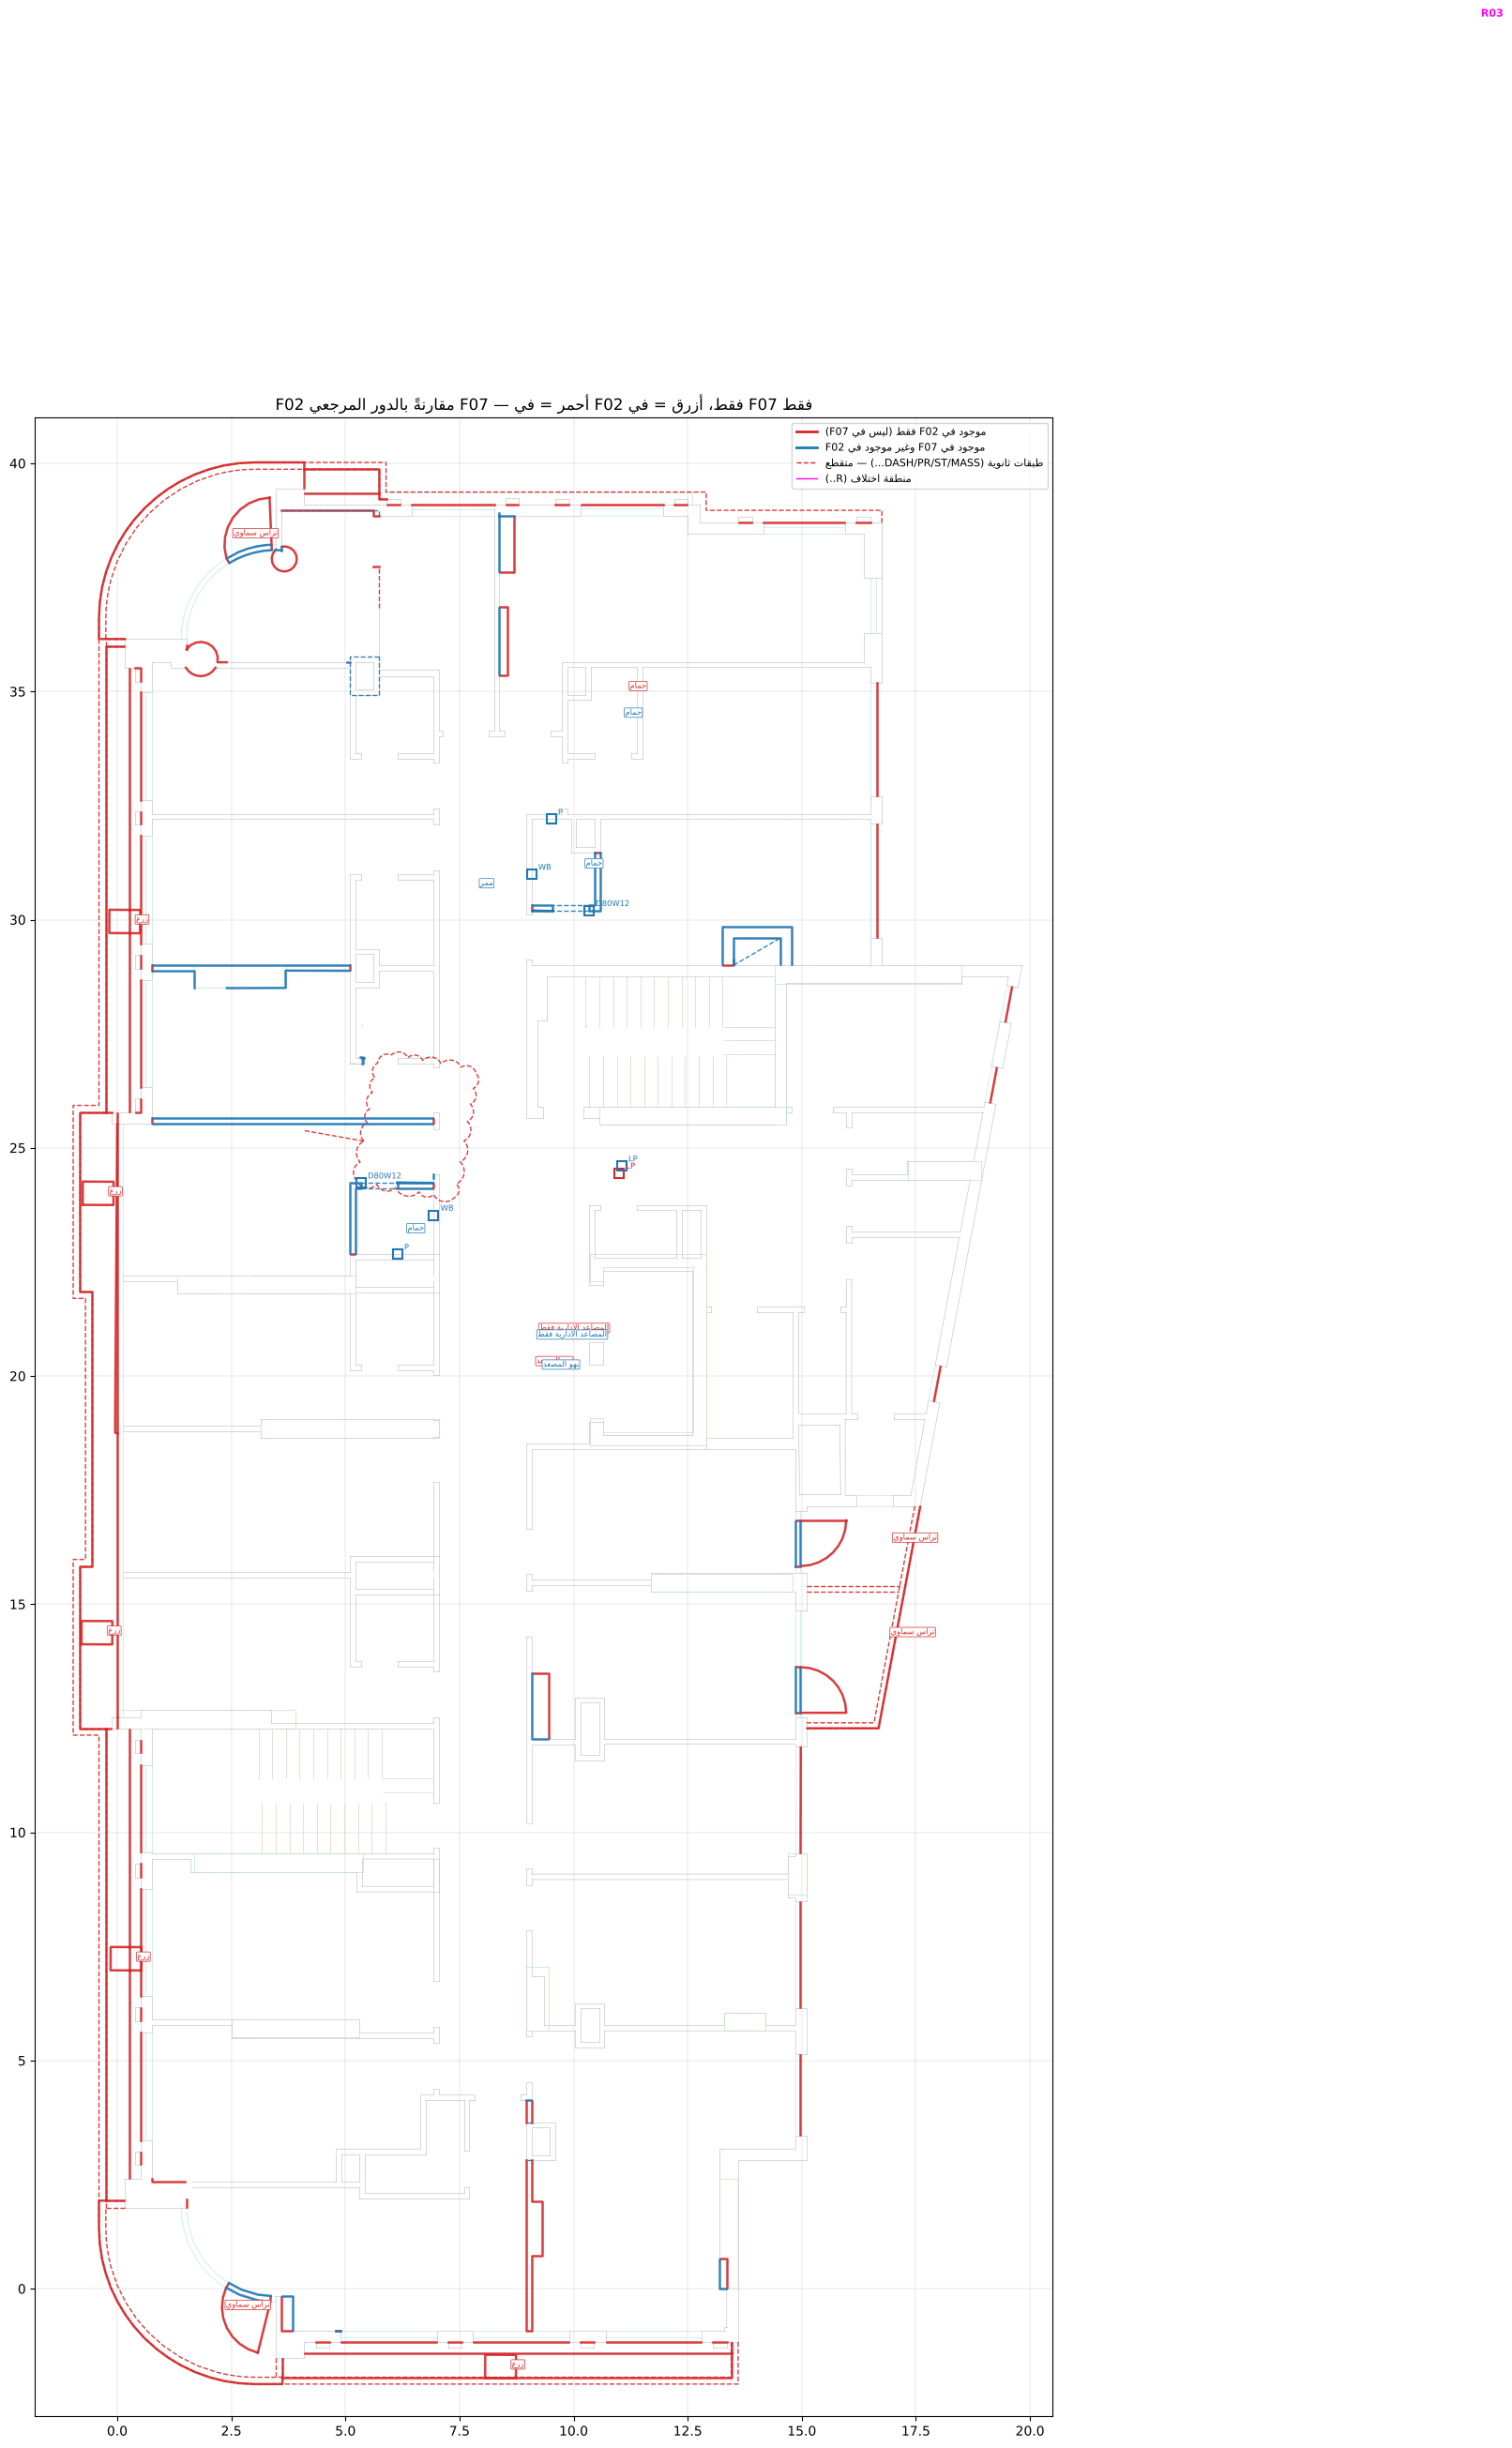 R03
فقط F07 فقط، أزرق = في F02 أحمر = في — F07 مقارنةً بالدور المرجعي F02
موجود في F02 فقط (ليس في F07)
موجود في F07 وغير موجود في F02
طبقات ثانوية (DASH/PR/ST/MASS...) — متقطع
منطقة اختلاف (R..)
40
تراس سماوي
35
حمام
حمام
P
WB
حمام
ممر
D80W12
30
زرع
25
LP
LP
D80W12
زرع
WB
حمام
P
المصاعد الادارية فقط
المصاعد الادارية فقط
بهو المصعد
20
تراس سماوي
15
زرع
تراس سماوي
10
زرع
5
0
تراس سماوي
زرع
0.0 2.5 5.0 7.5 10.0 12.5 15.0 17.5 20.0